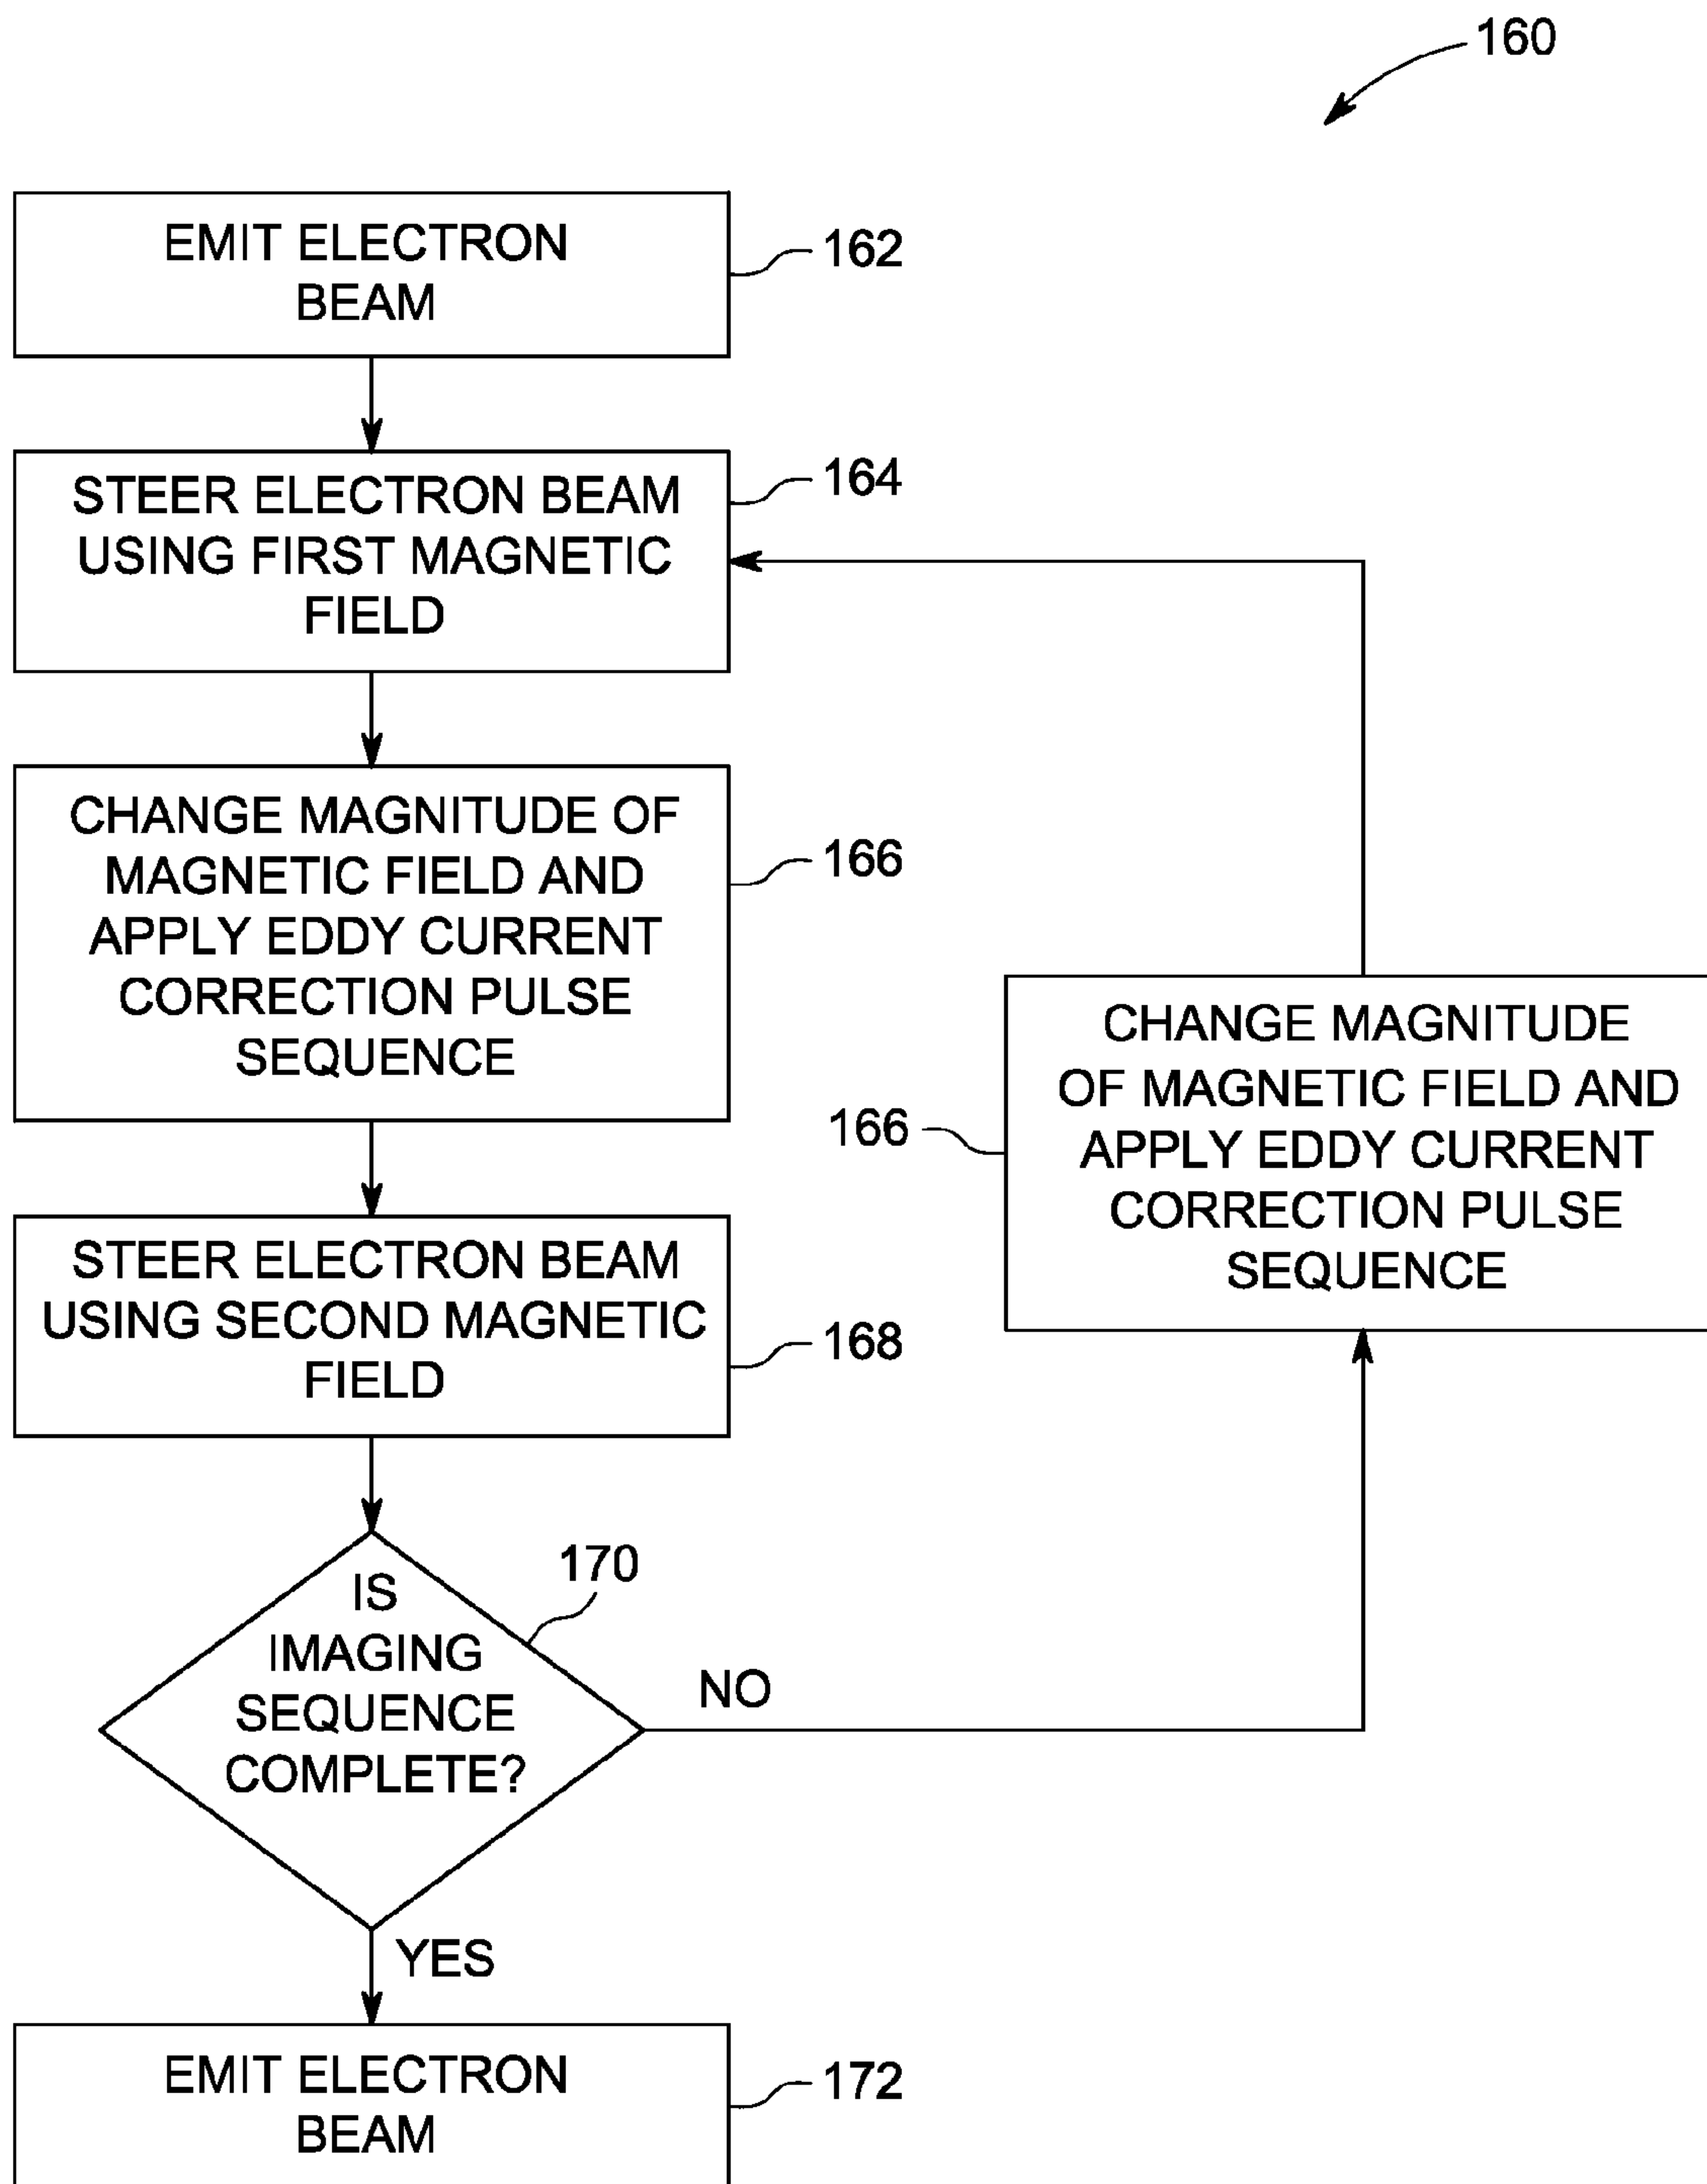 160
EMIT ELECTRON
BEAM
162
STEER ELECTRON BEAM
USING FIRST MAGNETIC
FIELD
164
CHANGE MAGNITUDE OF
MAGNETIC FIELD AND
APPLY EDDY CURRENT
CORRECTION PULSE
SEQUENCE
166
CHANGE MAGNITUDE
OF MAGNETIC FIELD AND
APPLY EDDY CURRENT
CORRECTION PULSE
SEQUENCE
166
STEER ELECTRON BEAM
USING SECOND MAGNETIC
FIELD
168
IS
IMAGING
SEQUENCE
COMPLETE?
170
NO
YES
EMIT ELECTRON
BEAM
172